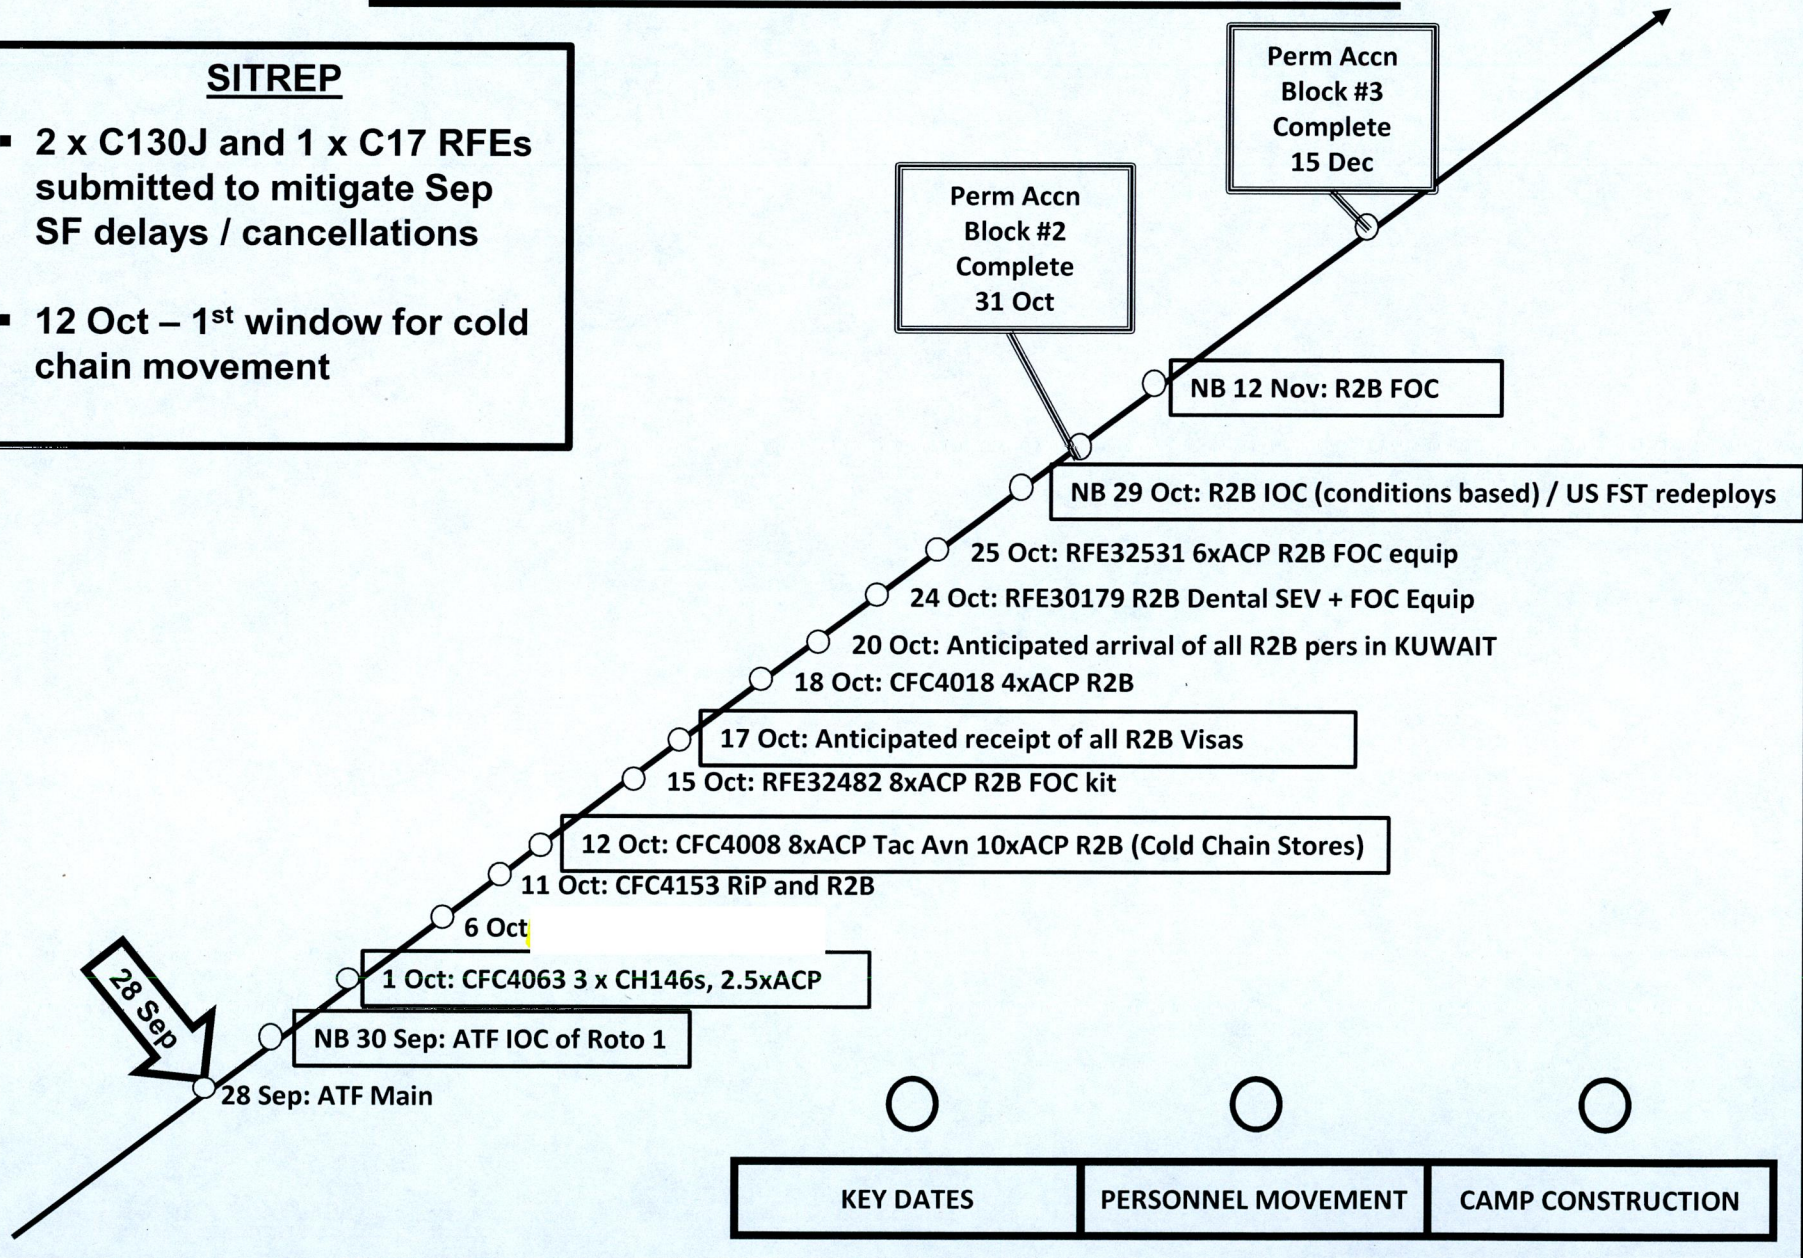 SITREP
▪ 2 x C130J and 1 x C17 RFEs
submitted to mitigate Sep
SF delays / cancellations
▪ 12 Oct – 1st window for cold
chain movement
Perm Accn
Block #3
Complete
15 Dec
Perm Accn
Block #2
Complete
31 Oct
NB 12 Nov: R2B FOC
NB 29 Oct: R2B IOC (conditions based) / US FST redeploys
25 Oct: RFE32531 6xACP R2B FOC equip
24 Oct: RFE30179 R2B Dental SEV + FOC Equip
20 Oct: Anticipated arrival of all R2B pers in KUWAIT
18 Oct: CFC4018 4xACP R2B
17 Oct: Anticipated receipt of all R2B Visas
15 Oct: RFE32482 8xACP R2B FOC kit
12 Oct: CFC4008 8xACP Tac Avn 10xACP R2B (Cold Chain Stores)
11 Oct: CFC4153 RiP and R2B
6 Oct
1 Oct: CFC4063 3 x CH146s, 2.5xACP
NB 30 Sep: ATF IOC of Roto 1
28 Sep
28 Sep: ATF Main
KEY DATES
PERSONNEL MOVEMENT
CAMP CONSTRUCTION